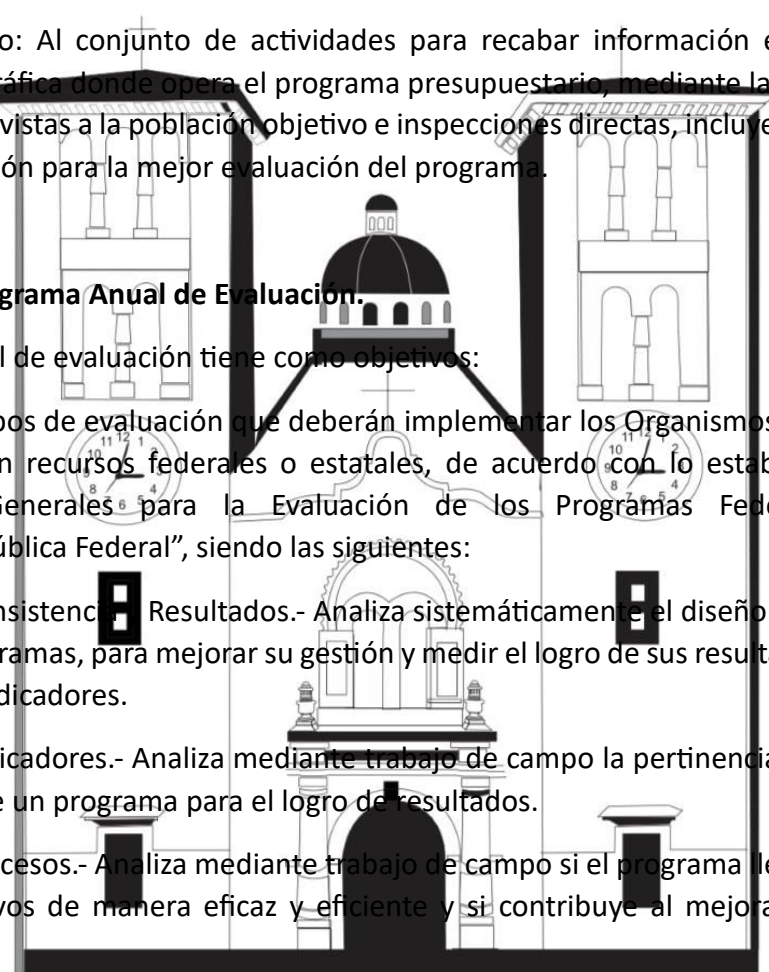 o: Al conjunto de actividades para recabar información e
ráfica donde opera el programa presupuestario, mediante la
vistas a la población objetivo e inspecciones directas, incluye
ión para la mejor evaluación del programa.
grama Anual de Evaluación.
l de evaluación tiene como objetivos:
pos de evaluación que deberán implementar los Organismos
n recursos federales o estatales, de acuerdo con lo estab
Generales para la Evaluación de los Programas Fede
ública Federal”, siendo las siguientes:
nsistencia Resultados.- Analiza sistemáticamente el diseño
ramas, para mejorar su gestión y medir el logro de sus result
dicadores.
icadores.- Analiza mediante trabajo de campo la pertinencia
e un programa para el logro de resultados.
cesos.- Analiza mediante trabajo de campo si el programa lle
vos de manera eficaz y eficiente y si contribuye al mejora